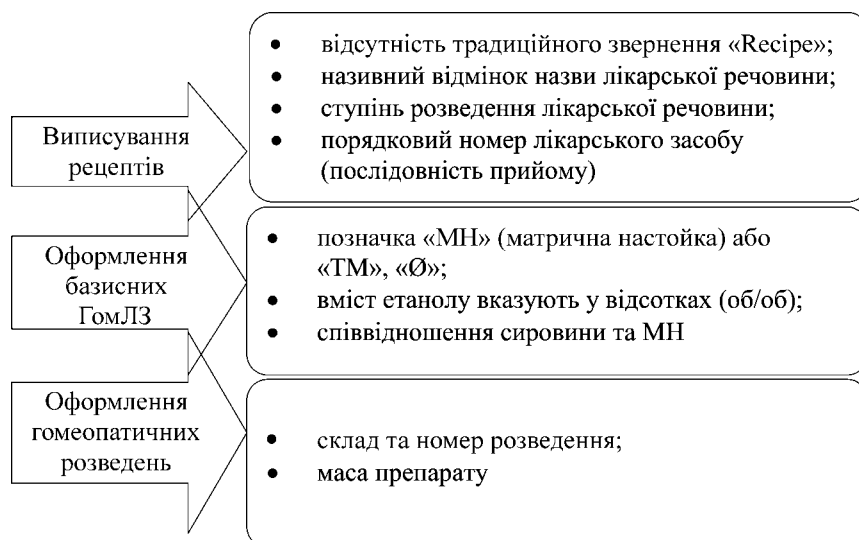 Виписування
рецептів
• відсутність традиційного звернення «Recipe»;
• називний відмінок назви лікарської речовини;
• ступінь розведення лікарської речовини;
• порядковий номер лікарського засобу
(послідовність прийому)
Оформлення
базисних
ГомЛЗ
• позначка «МН» (матрична настойка) або
«ТМ», «Ø»;
• вміст етанолу вказують у відсотках (об/об);
• співвідношення сировини та МН
Оформлення
гомеопатичних
розведень
• склад та номер розведення;
• маса препарату